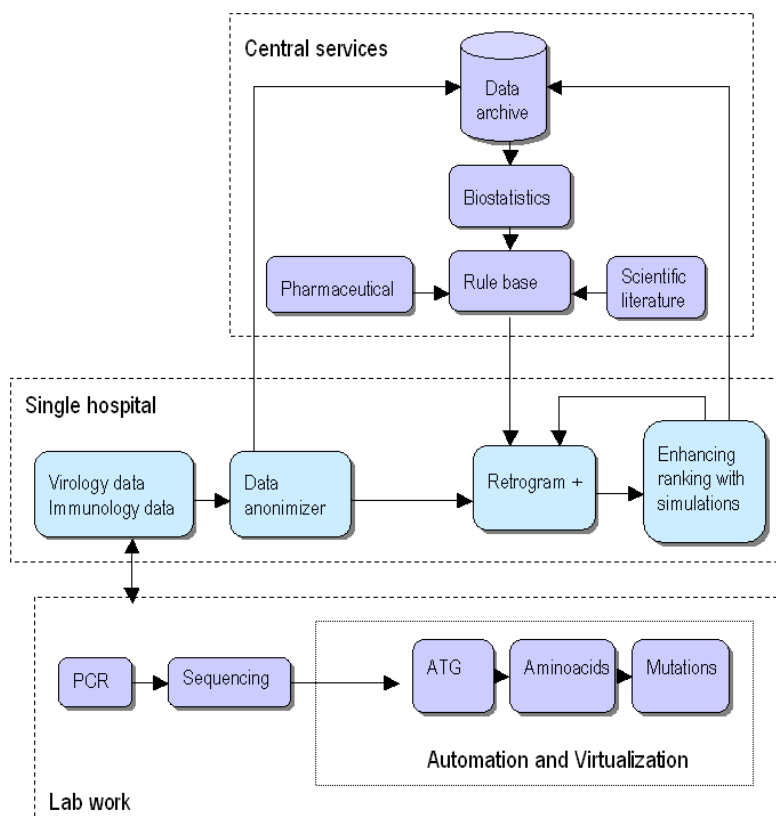 Central services
Data
archive
Biostatistics
Pharmaceutical
Rule base
Scientific
literature
Single hospital
Virology data
Immunology data
Data
anonimizer
Retrogram +
Enhancing
ranking with
simulations
PCR
Sequencing
ATG
Aminoacids
Mutations
Automation and Virtualization
Lab work